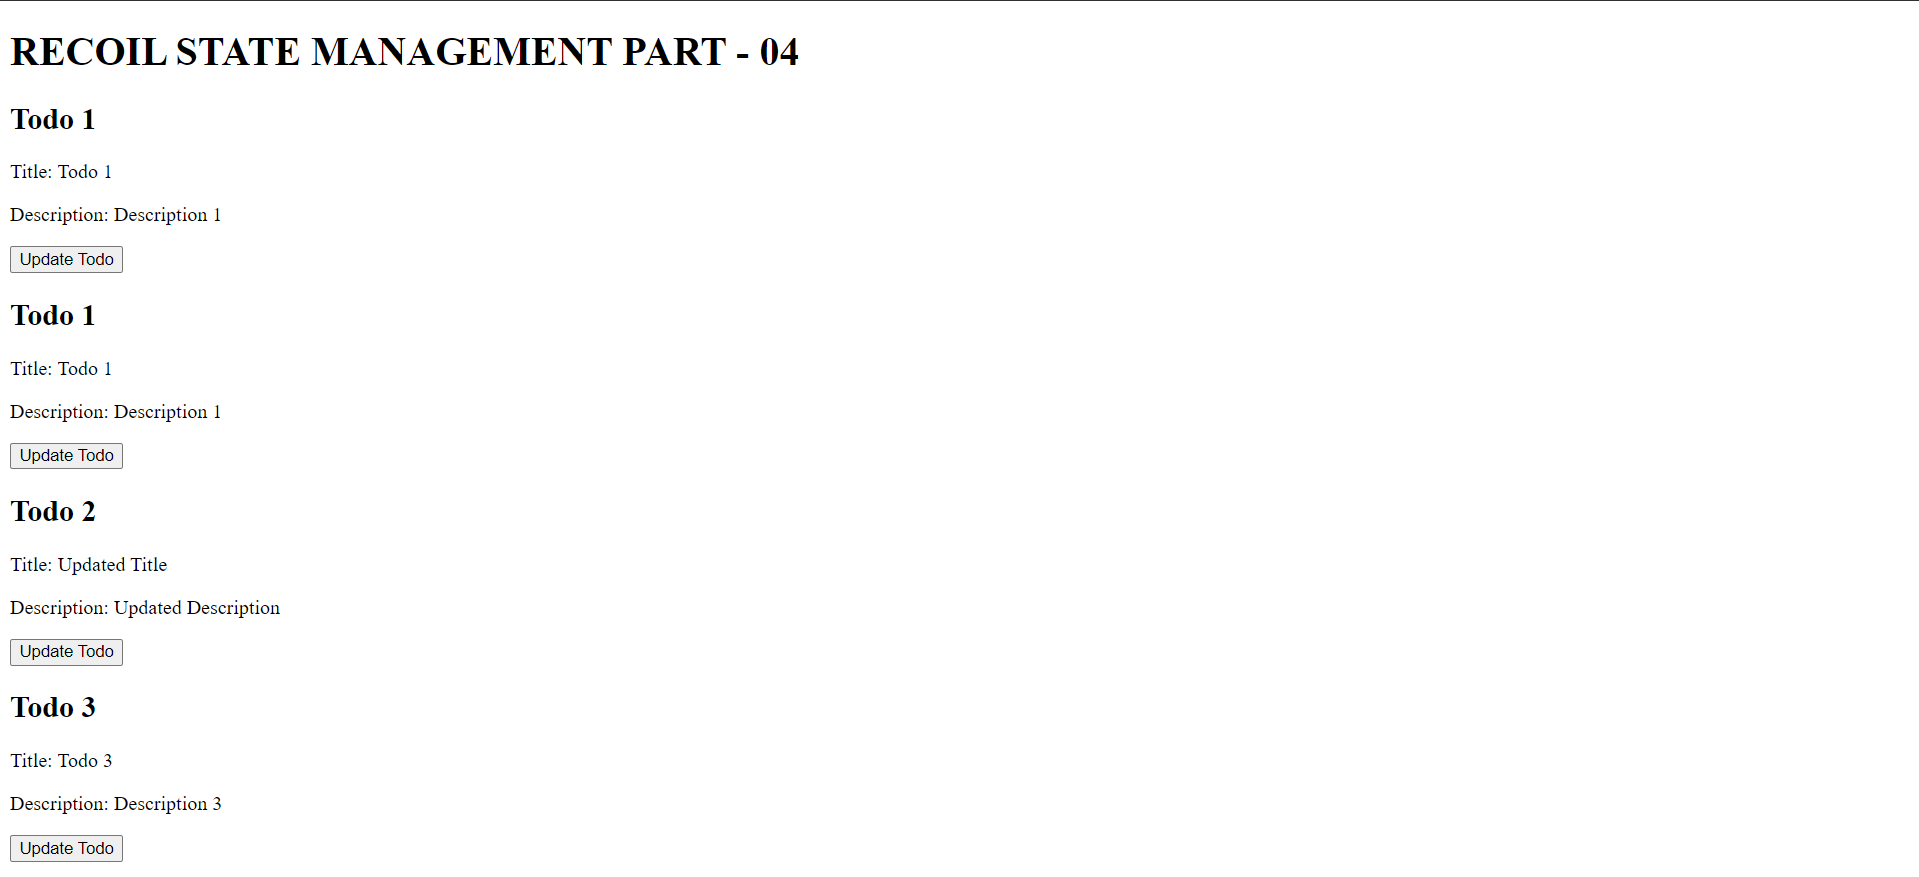 RECOIL STATE MANAGEMENT PART - 04
Todo 1
Title: Todo 1
Description: Description 1
Update Todo
Todo 1
Title: Todo 1
Description: Description 1
Update Todo
Todo 2
Title: Updated Title
Description: Updated Description
Update Todo
Todo 3
Title: Todo 3
Description: Description 3
Update Todo